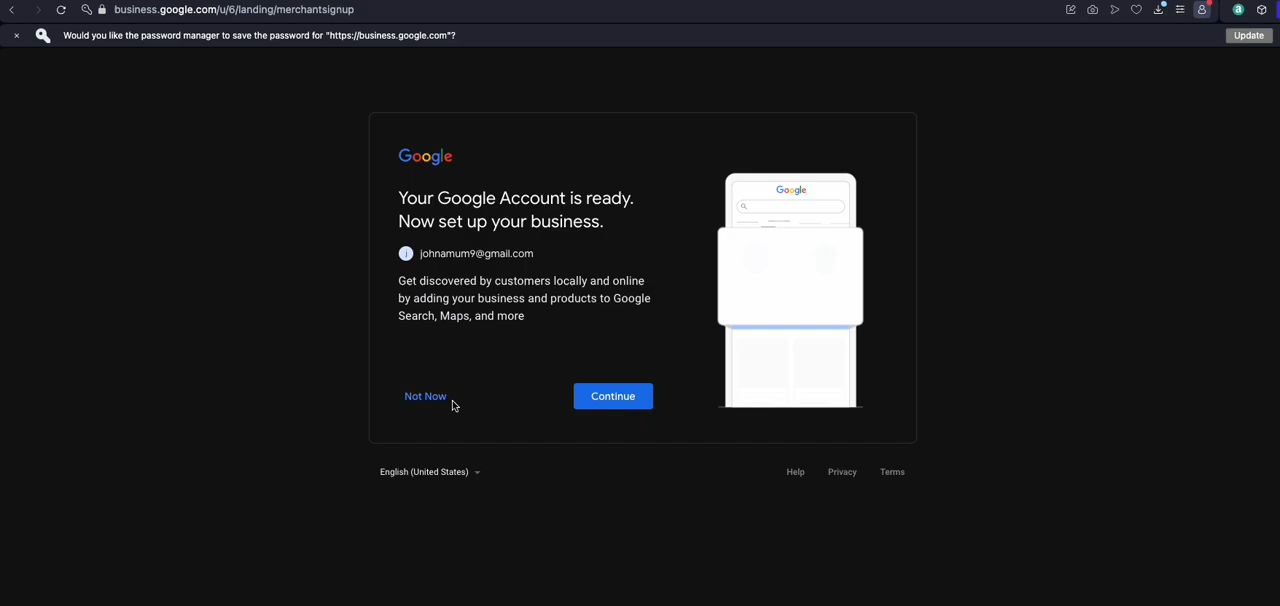 business.google.com/u/6/landing/merchantsignup
a
Would you like the password manager to save the password for "https://business.google.com"?
Update
Google
Your Google Account is ready.
Now set up your business.
j johnamum9@gmail.com
Get discovered by customers locally and online
by adding your business and products to Google
Search, Maps, and more
Not Now
Continue
Google
English (United States)
Help
Privacy
Terms